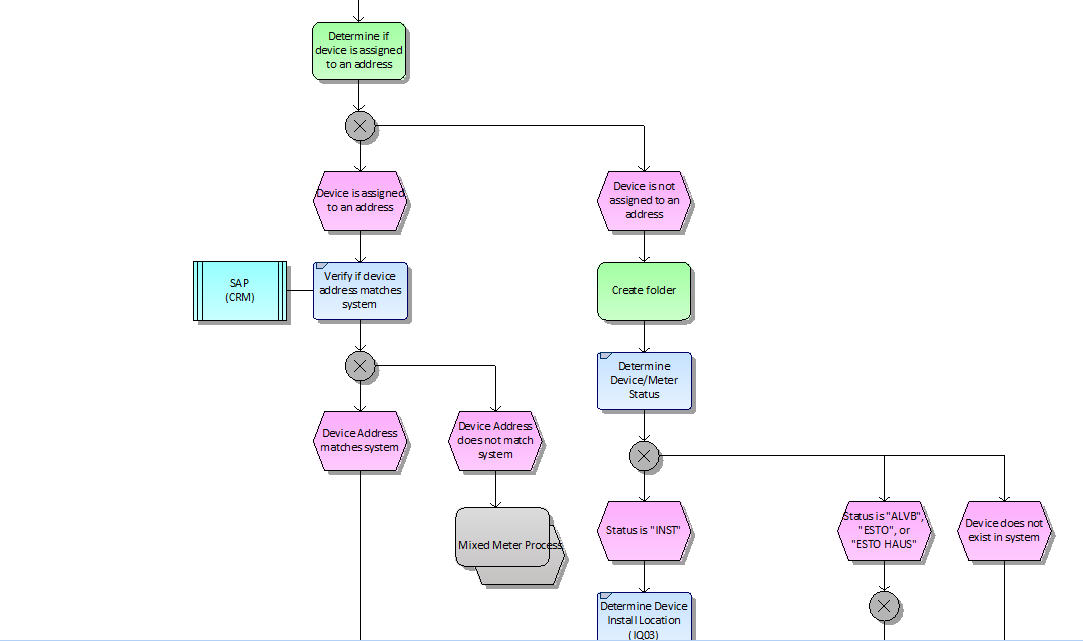 Determine if
device is assigned
to an address
Device is assigned
to an address
Device is not
assigned to an
address
SAP
(CRM)
Verify if device
address matches
system
Create folder
Determine
Device/Meter
Status
Device Address
matches system
Device Address
does not match
system
Mixed Meter Process
Status is "INST"
Status is "ALVB",
"ESTO", or
"ESTO HAUS"
Device does not
exist in system
Determine Device
Install Location
(IQ03)